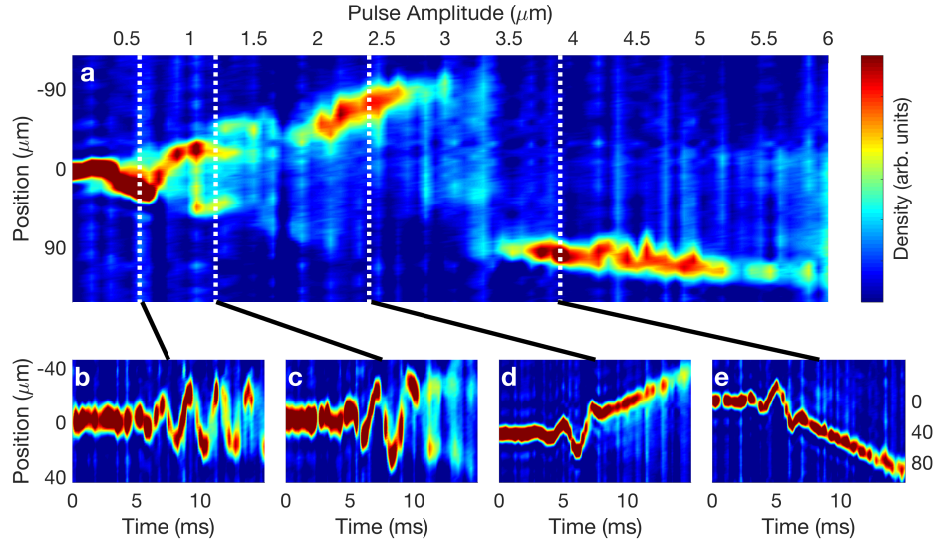 Pulse Amplitude (μm)
0.5 1 1.5 2 2.5 3 3.5 4 4.5 5 5.5 6
a
-90
0
90
Position (μm)
Density (arb. units)
b c d e
-40
0
40
Position (μm)
0
40
80
0 5 10
0 5 10
0 5 10
0 5 10
Time (ms) Time (ms) Time (ms) Time (ms)